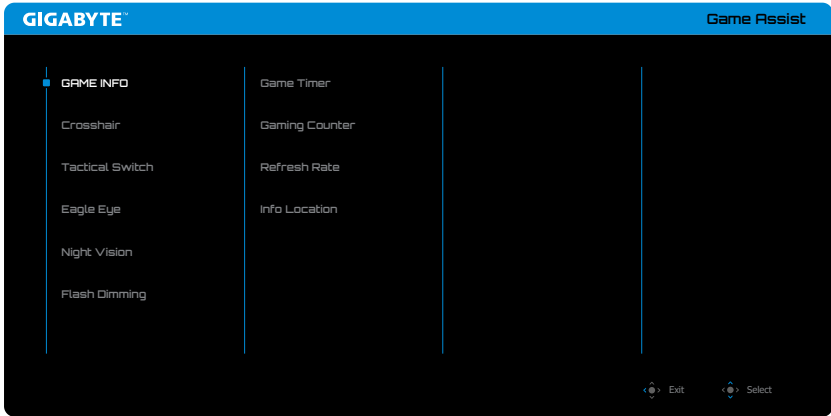 GIGABYTE™
Game Assist
GAME INFO
Crosshair
Tactical Switch
Eagle Eye
Night Vision
Flash Dimming
Game Timer
Gaming Counter
Refresh Rate
Info Location
Exit
Select